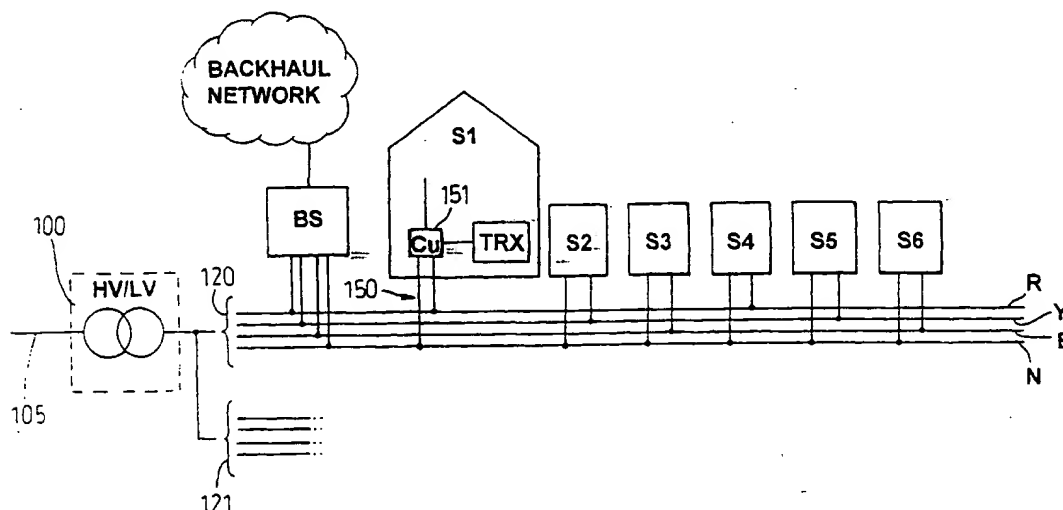 BACKHAUL
NETWORK
S1
100
HV/LV
120
BS
151
Cu
TRX
S2
S3
S4
S5
S6
150
R
Y
N
105
121